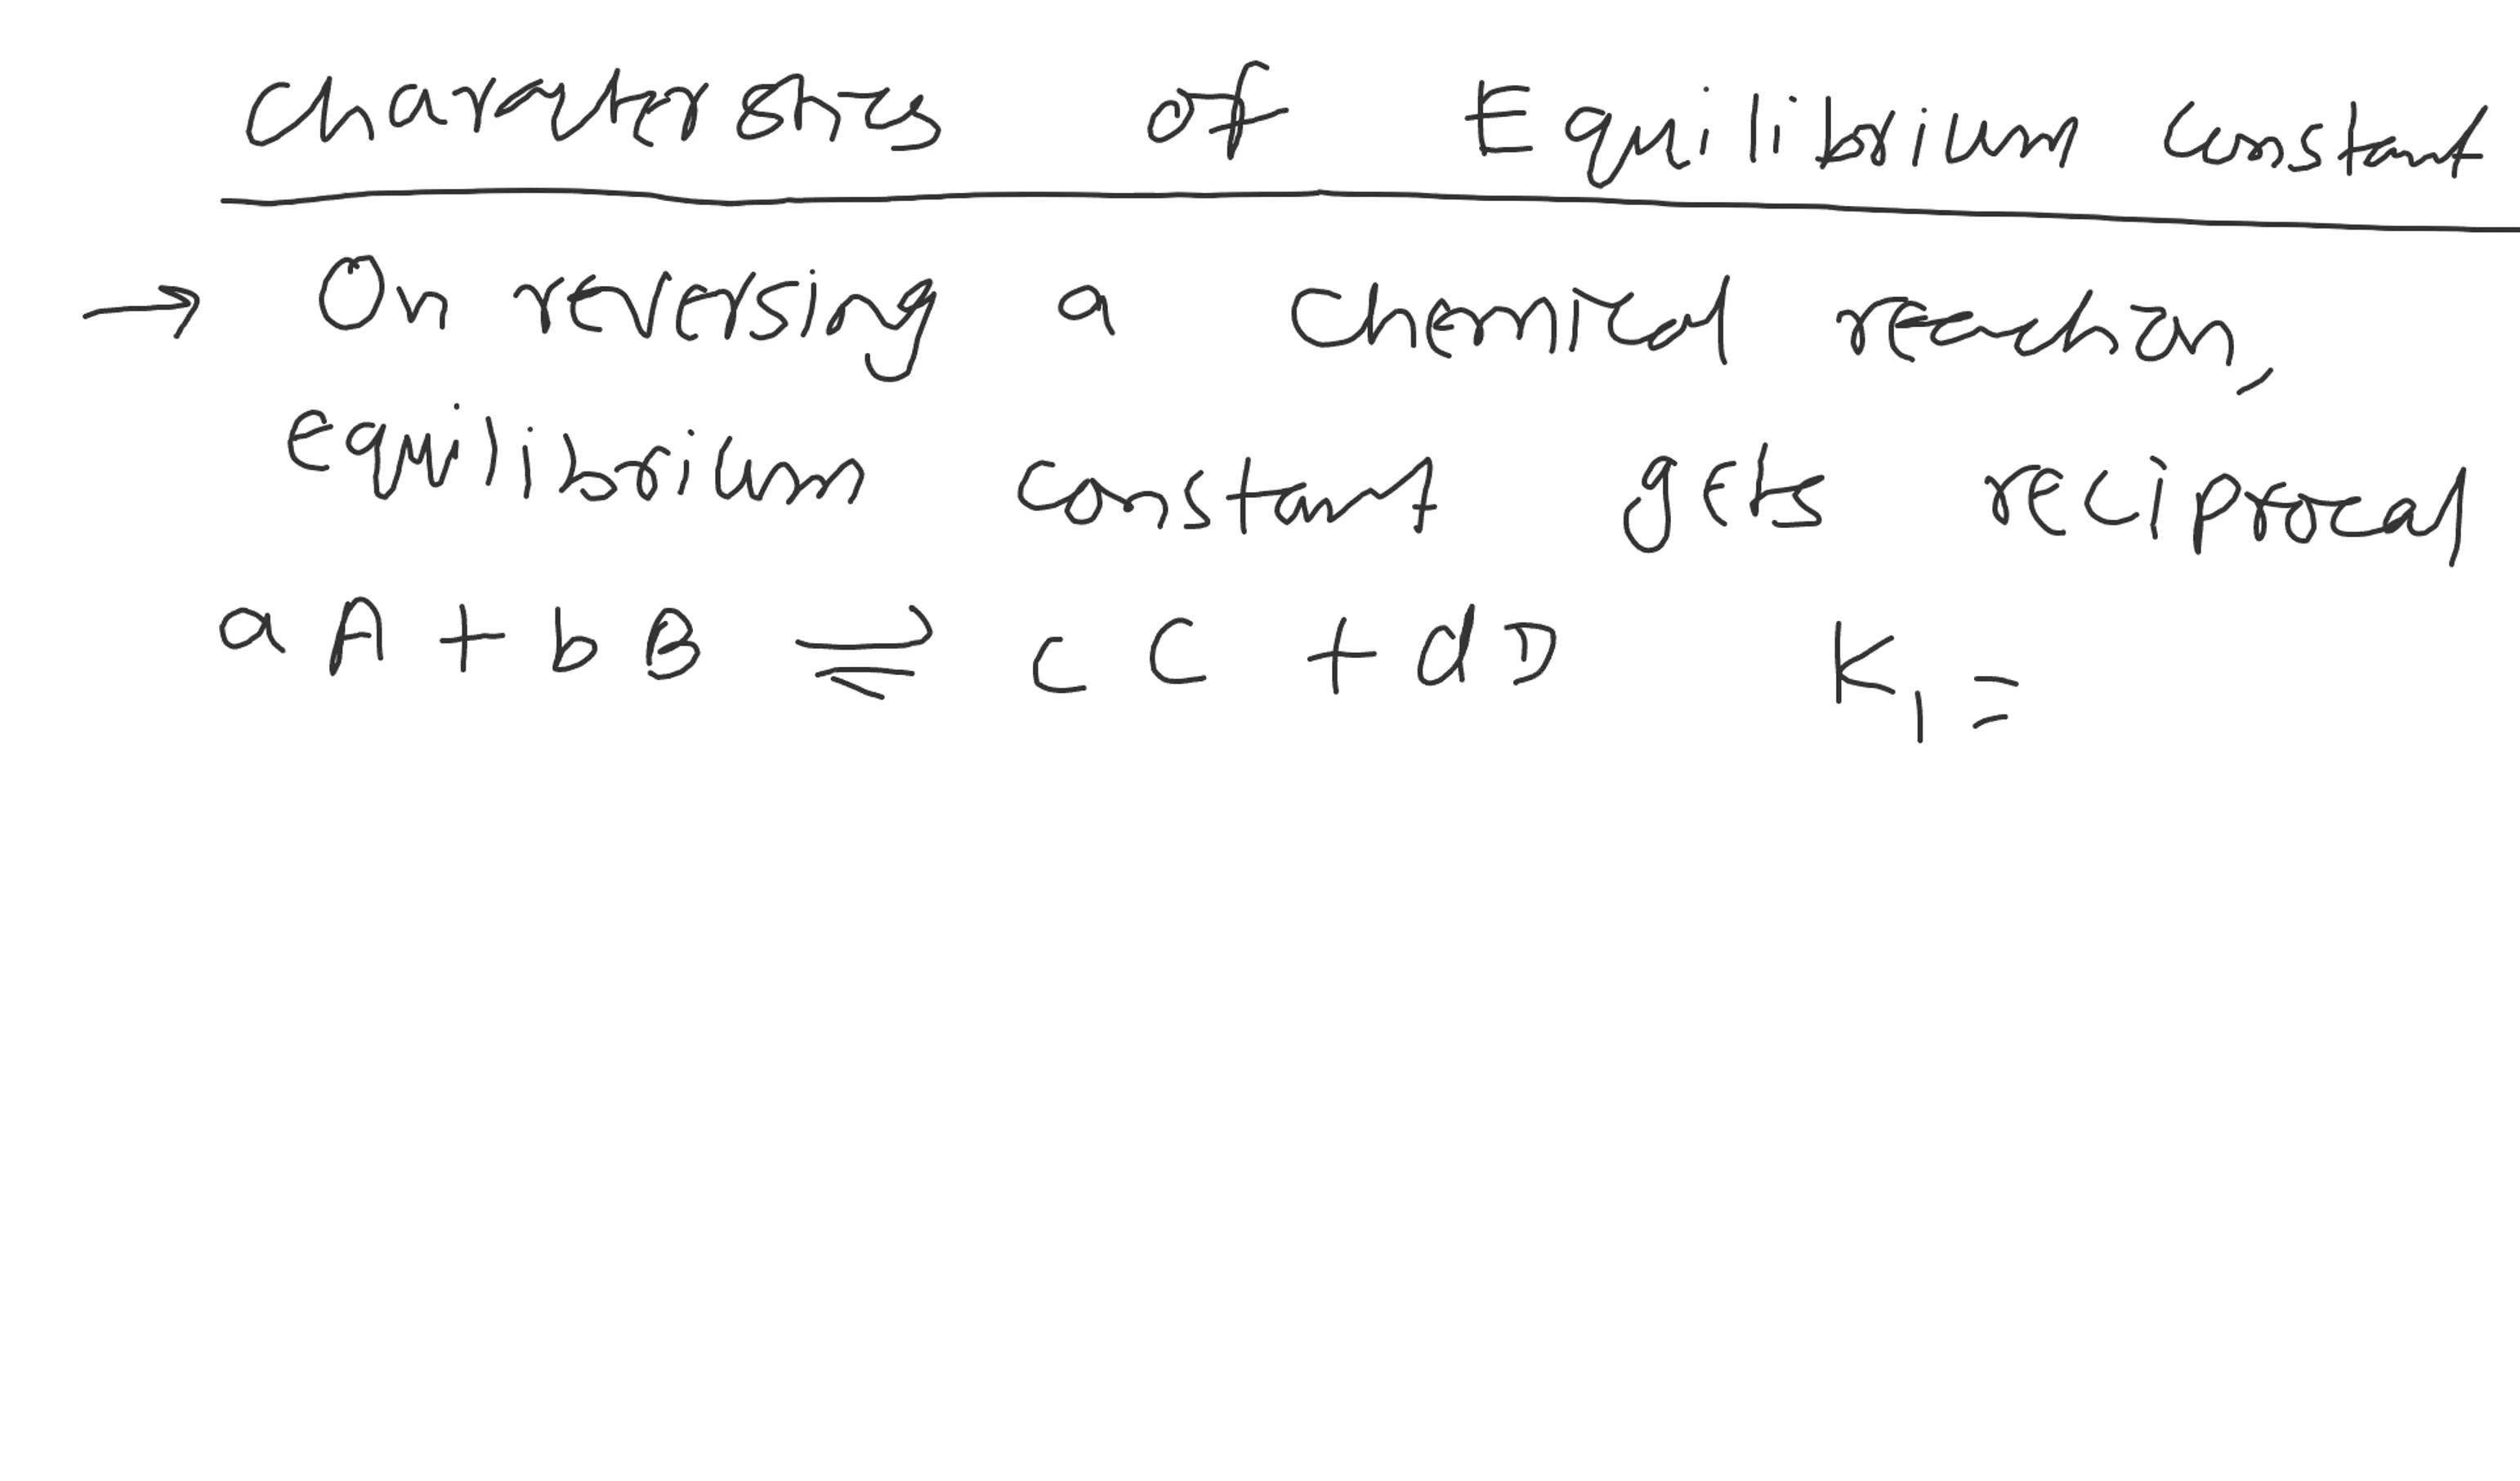 Characteristics of Equilibrium Constant
→ On reversing a chemical reaction,
Equilibrium constant gets reciprocal
aA + bB ⇌ cC + dD K₁ =